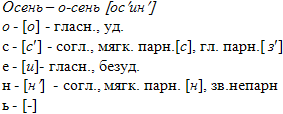 Осень – о-сень [ос′ин′]
о - [о] - гласн., уд.
с - [с′] - согл., мягк. парн.[с], гл. парн.[ з′]
е - [и]- гласн., безуд.
н - [н′] - согл., мягк. парн. [н], зв.непарн
ь - [-]